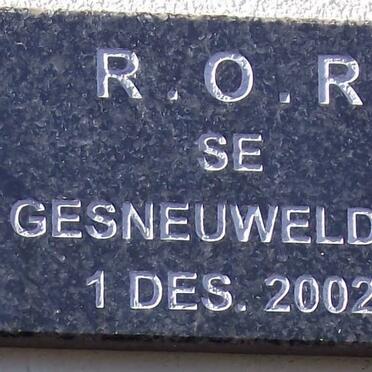 R.O.R
SE
GESNEUWELD
1 DES. 2002